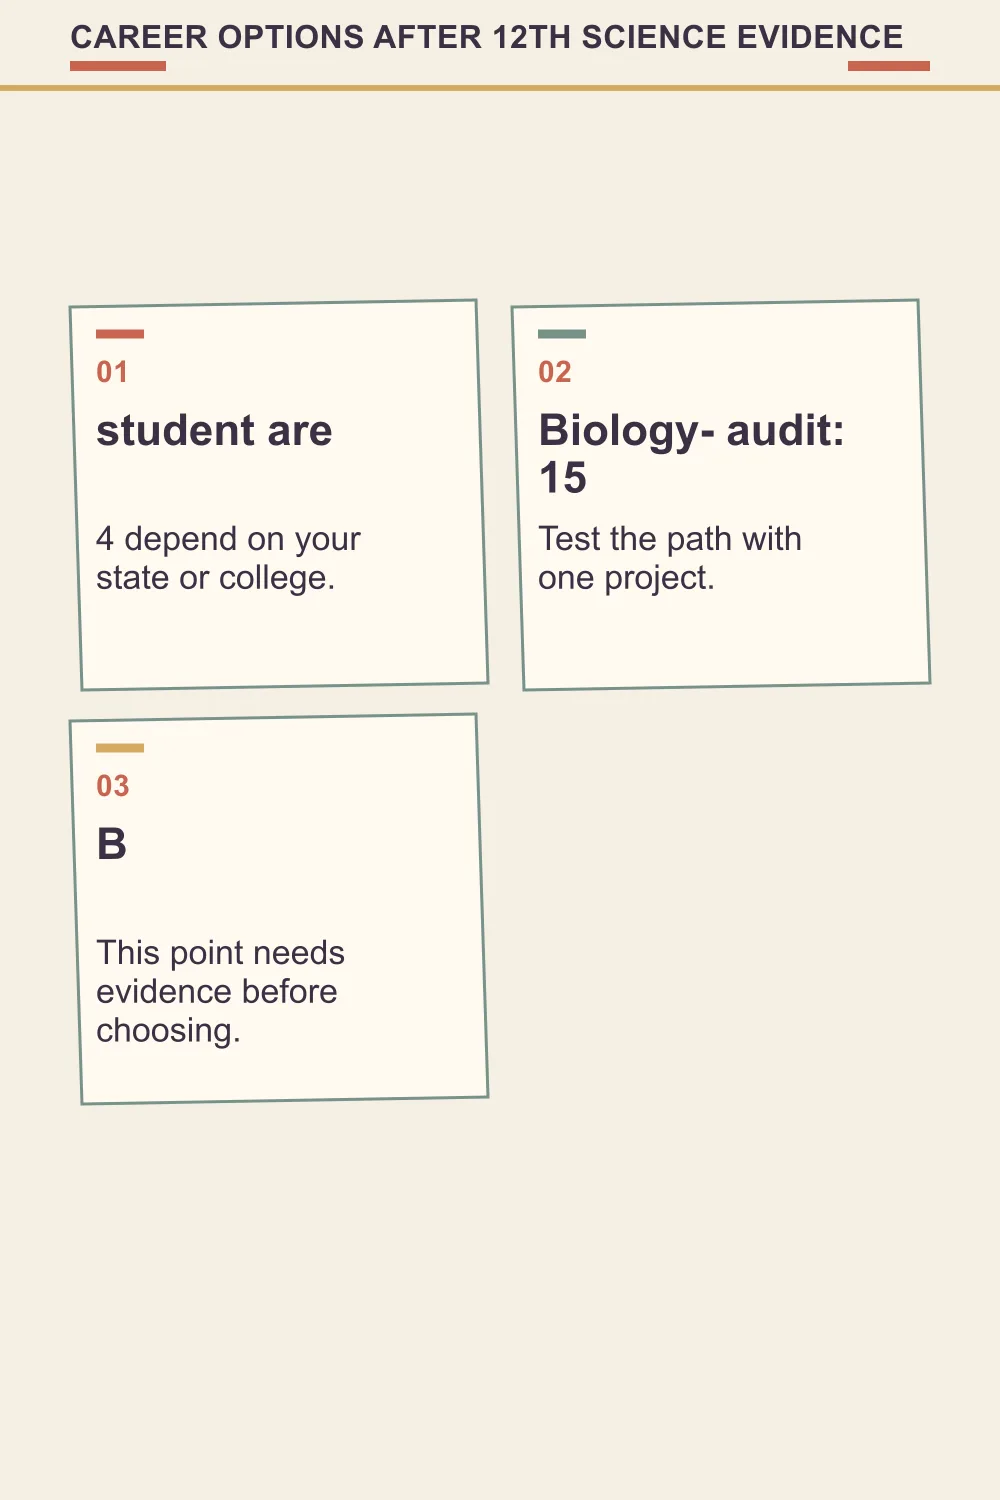 CAREER OPTIONS AFTER 12TH SCIENCE EVIDENCE
01
student are
4 depend on your
state or college.
02
Biology- audit:
15
Test the path with
one project.
03
B
This point needs
evidence before
choosing.